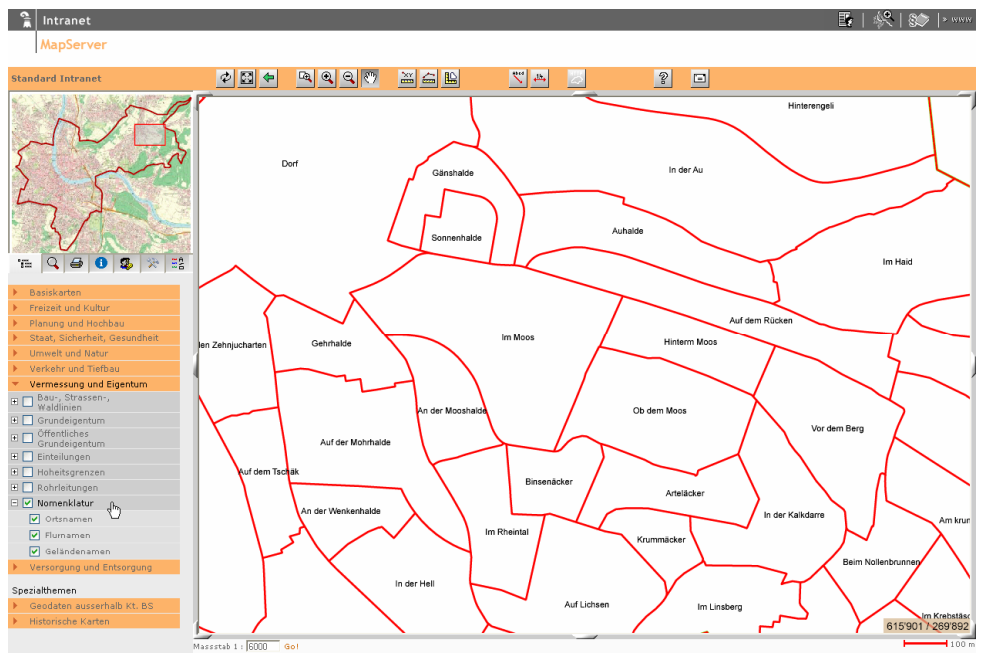 Intranet
» www
MapServer
Standard Intranet
Hinterengeli
Dorf
In der Au
Gänshalde
Auhalde
Sonnenhalde
Im Haid
Auf dem Rücken
Im Moos
Hinterm Moos
Gehrhalde
len Zehnjucharten
An der Mooshalde
Ob dem Moos
Vor dem Berg
Auf der Mohrhalde
Auf dem Tschäk
Binsenäcker
Arteläcker
An der Wenkenhalde
In der Kalkdarre
Am krun
Im Rheintal
Krummäcker
Beim Nollenbrunnen
In der Hell
Auf Lichsen
Im Linsberg
Im Krebstäsc
615'901 / 269'892
Basiskarten
Freizeit und Kultur
Planung und Hochbau
Staat, Sicherheit, Gesundheit
Umwelt und Natur
Verkehr und Tiefbau
Vermessung und Eigentum
Bau-, Strassen-,
Waldlinien
Grundeigentum
Öffentliches
Grundeigentum
Einteilungen
Hoheitsgrenzen
Rohrleitungen
Nomenklatur
Ortsnamen
Flurnamen
Geländenamen
Versorgung und Entsorgung
Spezialthemen
Geodaten ausserhalb Kt. BS
Historische Karten
Massstab 1 : 6000 Go!
100 m